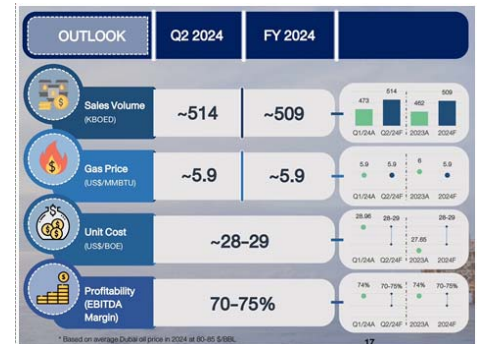 OUTLOOK
Q2 2024
FY 2024
Sales Volume
(KBOED)
~514
~509
473
514
462
509
Q1/24A Q2/24F 2023A 2024F
Gas Price
(US$/MMBTU)
~5.9
~5.9
5.9
5.9
6
5.9
Q1/24A Q2/24F 2023A 2024F
Unit Cost
(US$/BOE)
~28-29
28.96
28-29
27.65
28-29
Q1/24A Q2/24F 2023A 2024F
Profitability
(EBITDA
Margin)
70-75%
74%
70-75%
74%
70-75%
Q1/24A Q2/24F 2023A 2024F
* Based on average Dubai oil price in 2024 at 80-85 $/BBL
17